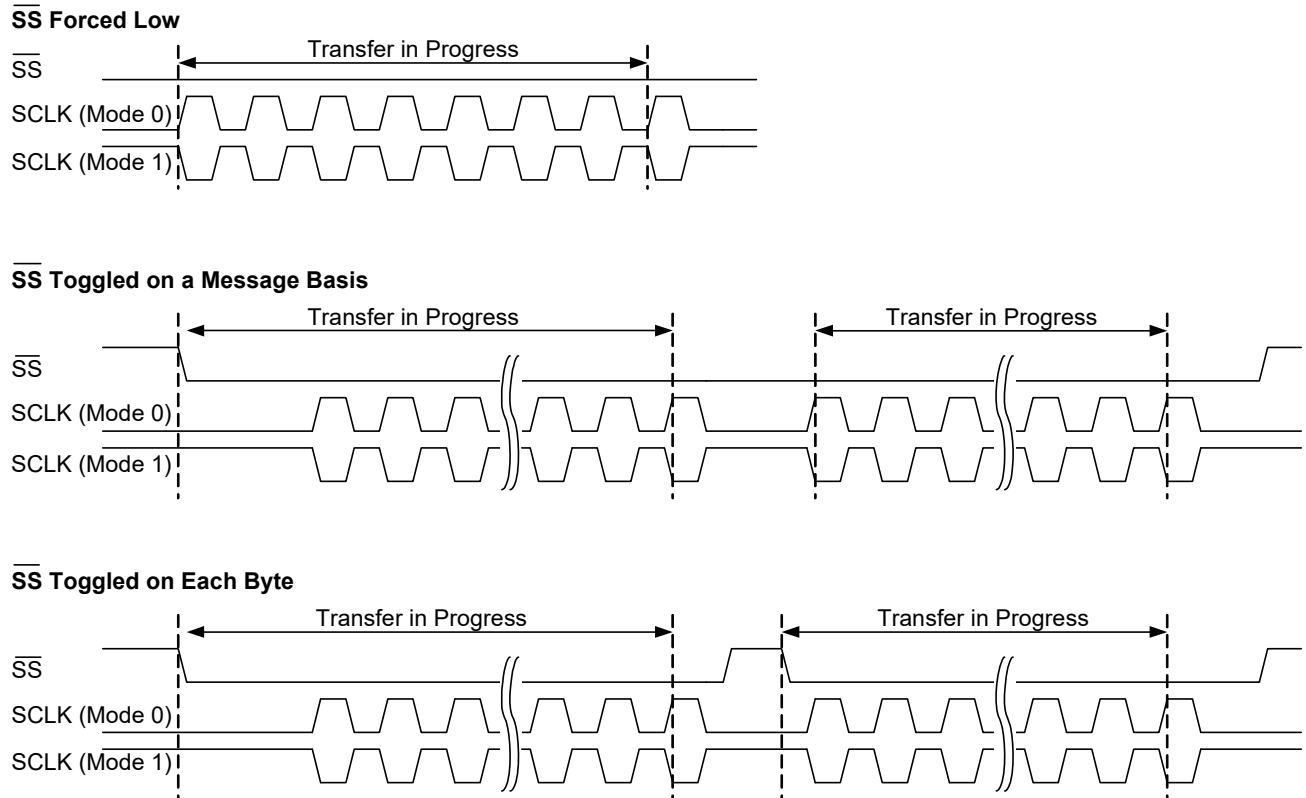 SS Forced Low
Transfer in Progress
SS
SCLK (Mode 0)
SCLK (Mode 1)
SS Toggled on a Message Basis
Transfer in Progress Transfer in Progress
SS
SCLK (Mode 0)
SCLK (Mode 1)
SS Toggled on Each Byte
Transfer in Progress Transfer in Progress
SS
SCLK (Mode 0)
SCLK (Mode 1)